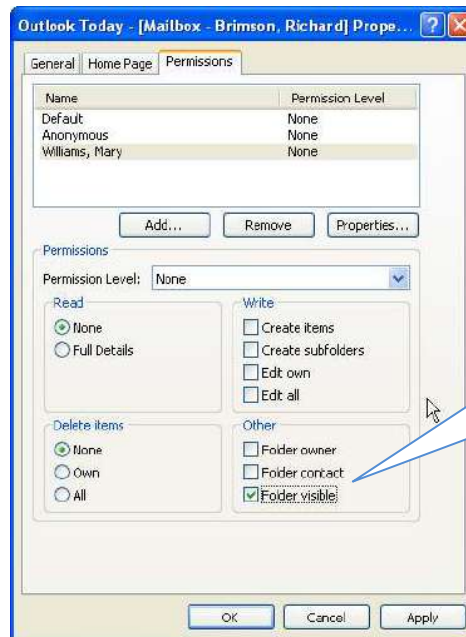 Outlook Today - [Mailbox - Brimson, Richard] Prope...
General Home Page Permissions
Name Permission Level
Default None
Anonymous None
Williams, Mary None
Add... Remove Properties...
Permissions
Permission Level: None
Read
None
Full Details
Write
Create items
Create subfolders
Edit own
Edit all
Delete items
None
Own
All
Other
Folder owner
Folder contact
Folder visible
OK Cancel Apply